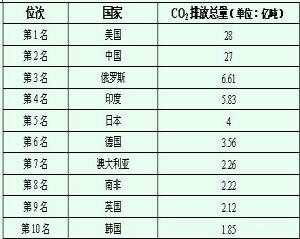 位次 国家 CO2排放总量(单位:亿吨)
第1名 美国 28
第2名 中国 27
第3名 俄罗斯 6.61
第4名 印度 5.83
第5名 日本 4
第6名 德国 3.56
第7名 澳大利亚 2.26
第8名 南非 2.22
第9名 英国 2.12
第10名 韩国 1.85